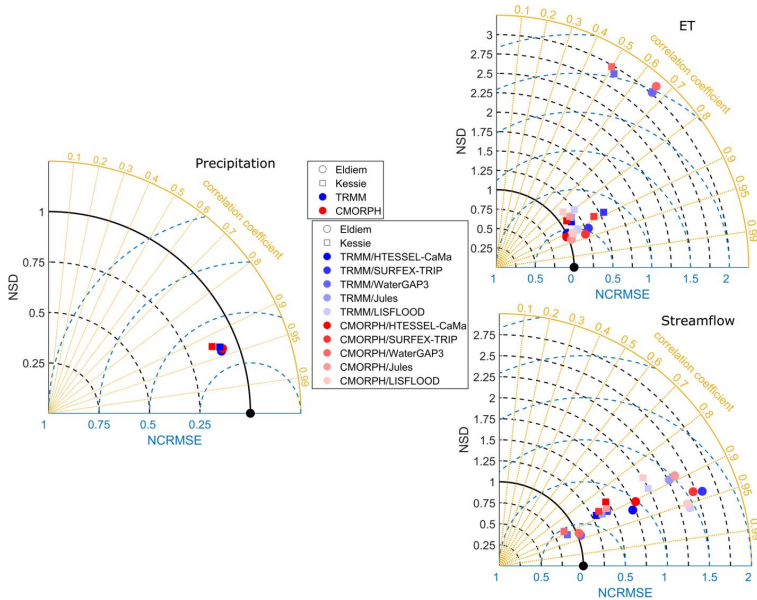 Precipitation
NSD
1
0.75
0.5
0.25
0.1
0.2
0.3
0.4
0.5
0.6
0.7
0.8
0.9
0.95
0.99
correlation coefficient
1
0.75
0.5
0.25
NCRMSE
Eldiem
Kessie
TRMM
CMORPH
Eldiem
Kessie
TRMM/HTESSEL-CaMa
TRMM/SURFEX-TRIP
TRMM/WaterGAP3
TRMM/Jules
TRMM/LISFLOOD
CMORPH/HTESSEL-CaMa
CMORPH/SURFEX-TRIP
CMORPH/WaterGAP3
CMORPH/Jules
CMORPH/LISFLOOD
ET
NSD
3
2.75
2.5
2.25
2
1.75
1.5
1.25
1
0.75
0.5
0.25
0.1
0.2
0.3
0.4
0.5
0.6
0.7
0.8
0.9
0.95
0.99
correlation coefficient
1
0.5
0
0.5
1
1.5
2
NCRMSE
Streamflow
NSD
3
2.75
2.5
2.25
2
1.75
1.5
1.25
1
0.75
0.5
0.25
0.1
0.2
0.3
0.4
0.5
0.6
0.7
0.8
0.9
0.95
0.99
correlation coefficient
1
0.5
0
0.5
1
1.5
2
NCRMSE